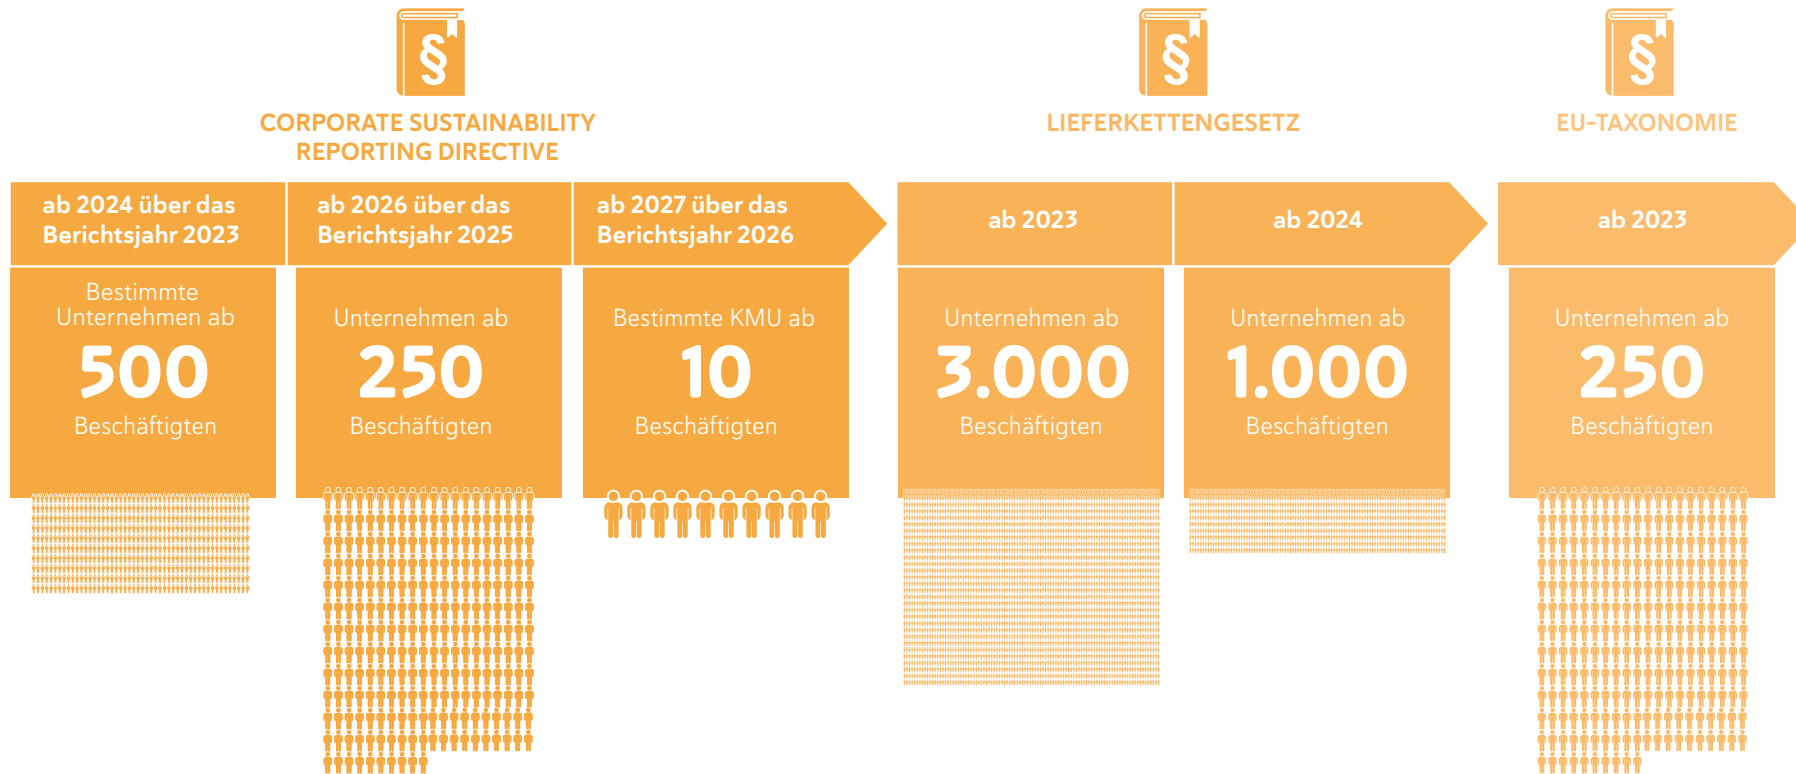 §
CORPORATE SUSTAINABILITY
REPORTING DIRECTIVE
ab 2024 über das
Berichtsjahr 2023
Bestimmte
Unternehmen ab
500
Beschäftigten
ab 2026 über das
Berichtsjahr 2025
Unternehmen ab
250
Beschäftigten
ab 2027 über das
Berichtsjahr 2026
Bestimmte KMU ab
10
Beschäftigten
§
LIEFERKETTENGESETZ
ab 2023
Unternehmen ab
3.000
Beschäftigten
ab 2024
Unternehmen ab
1.000
Beschäftigten
§
EU-TAXONOMIE
ab 2023
Unternehmen ab
250
Beschäftigten